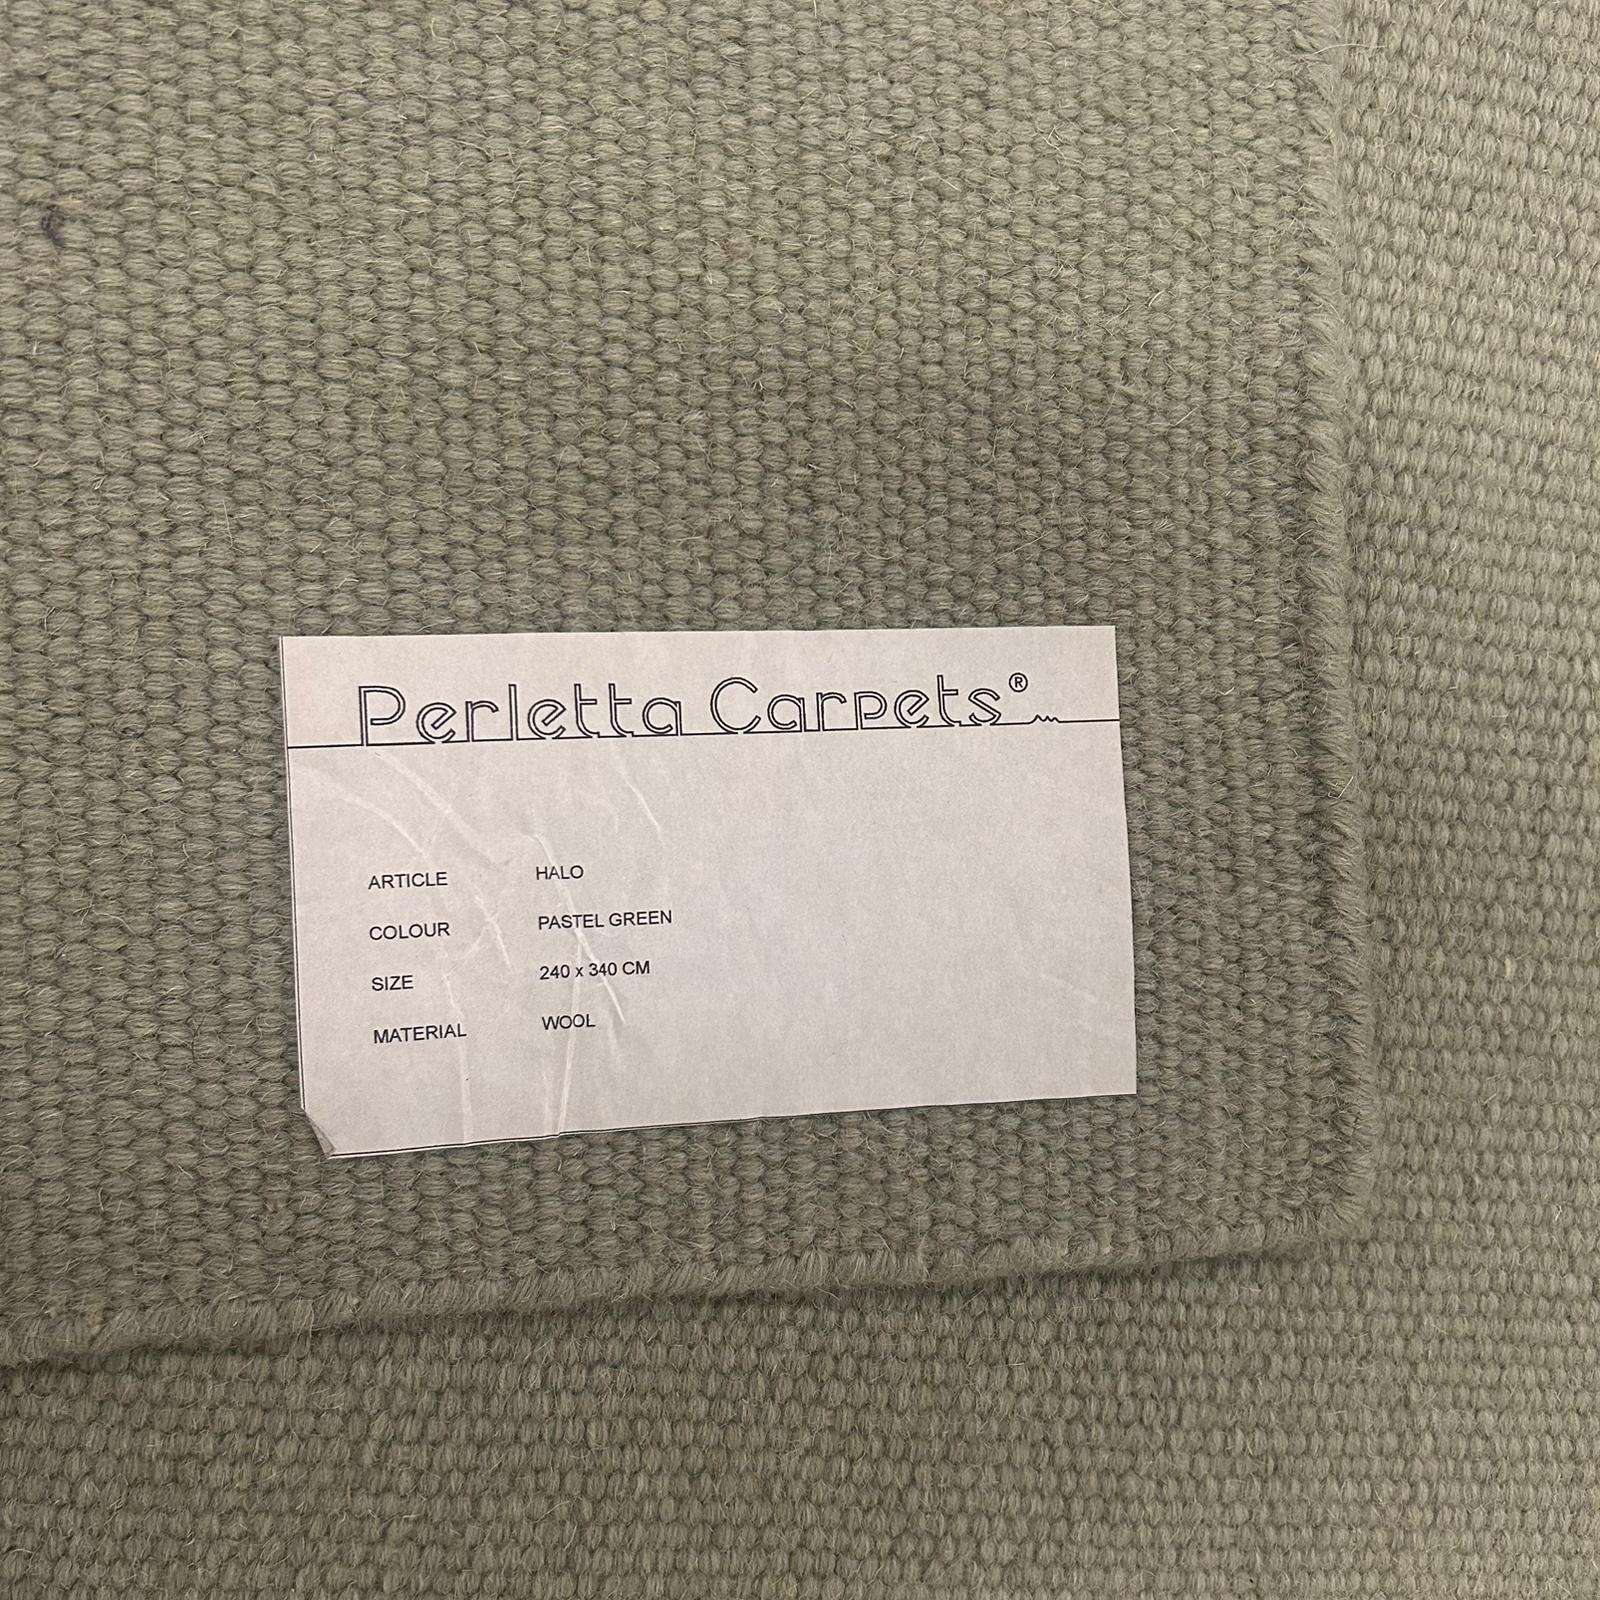 Perletta Carpets®
ARTICLE HALO
COLOUR PASTEL GREEN
SIZE 240 x 340 CM
MATERIAL WOOL